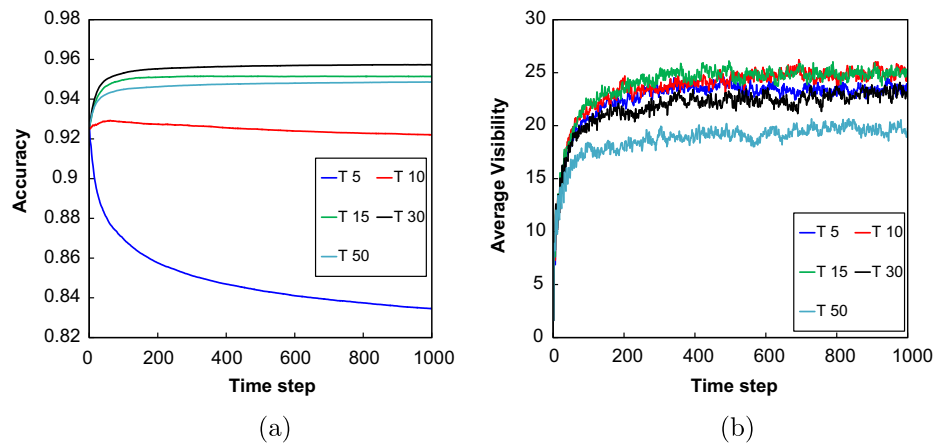 0.98
0.96
0.94
0.92
0.9
0.88
0.86
0.84
0.82
Accuracy
T 5 T 10
T 15 T 30
T 50
0 200 400 600 800 1000
Time step
(a)
30
25
20
15
10
5
0
Average Visibility
T 5 T 10
T 15 T 30
T 50
0 200 400 600 800 1000
Time step
(b)